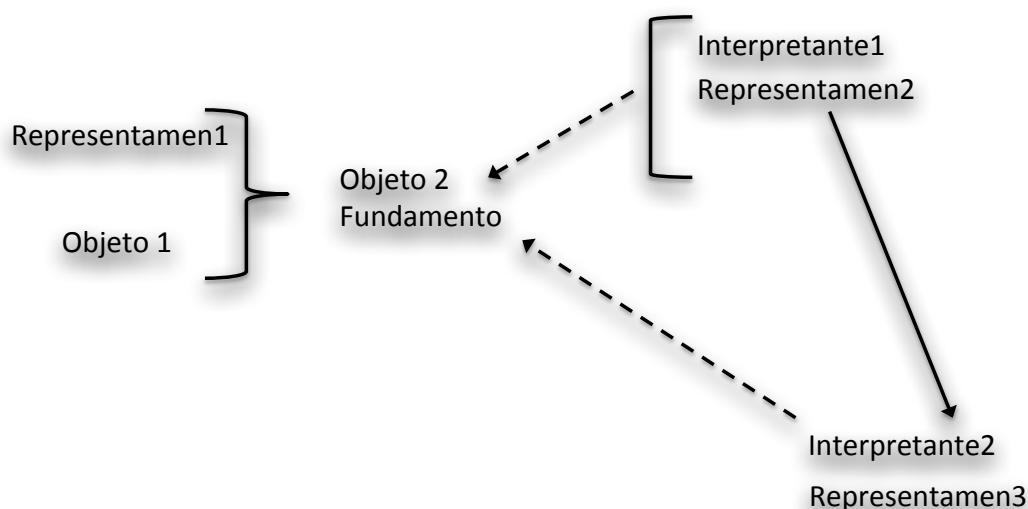 Representamen1
Objeto 1
Objeto 2
Fundamento
Interpretante1
Representamen2
Interpretante2
Representamen3